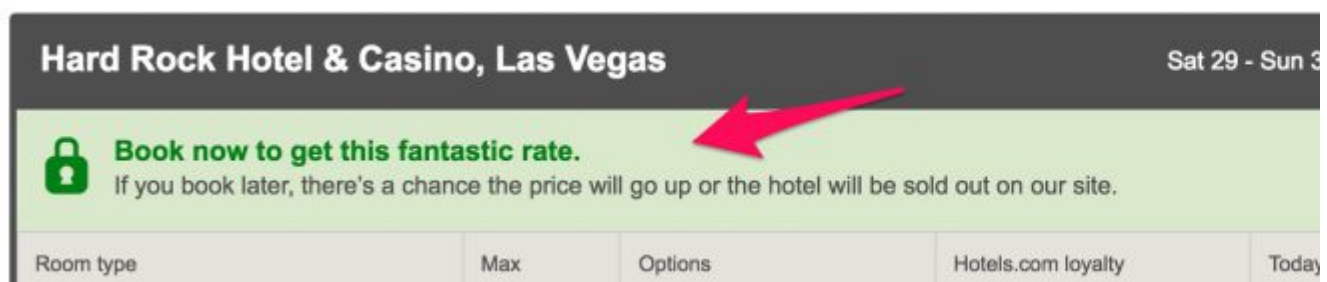 Hard Rock Hotel & Casino, Las Vegas
Sat 29 - Sun 3
Book now to get this fantastic rate.
If you book later, there's a chance the price will go up or the hotel will be sold out on our site.
Room type
Max
Options
Hotels.com loyalty
Today